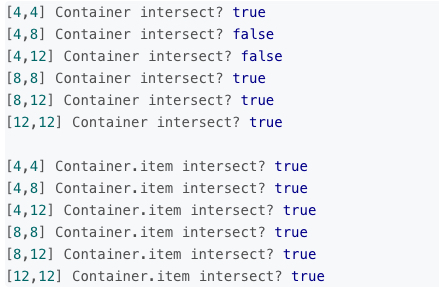 [4,4] Container intersect? true
[4,8] Container intersect? false
[4,12] Container intersect? false
[8,8] Container intersect? true
[8,12] Container intersect? true
[12,12] Container intersect? true

[4,4] Container.item intersect? true
[4,8] Container.item intersect? true
[4,12] Container.item intersect? true
[8,8] Container.item intersect? true
[8,12] Container.item intersect? true
[12,12] Container.item intersect? true